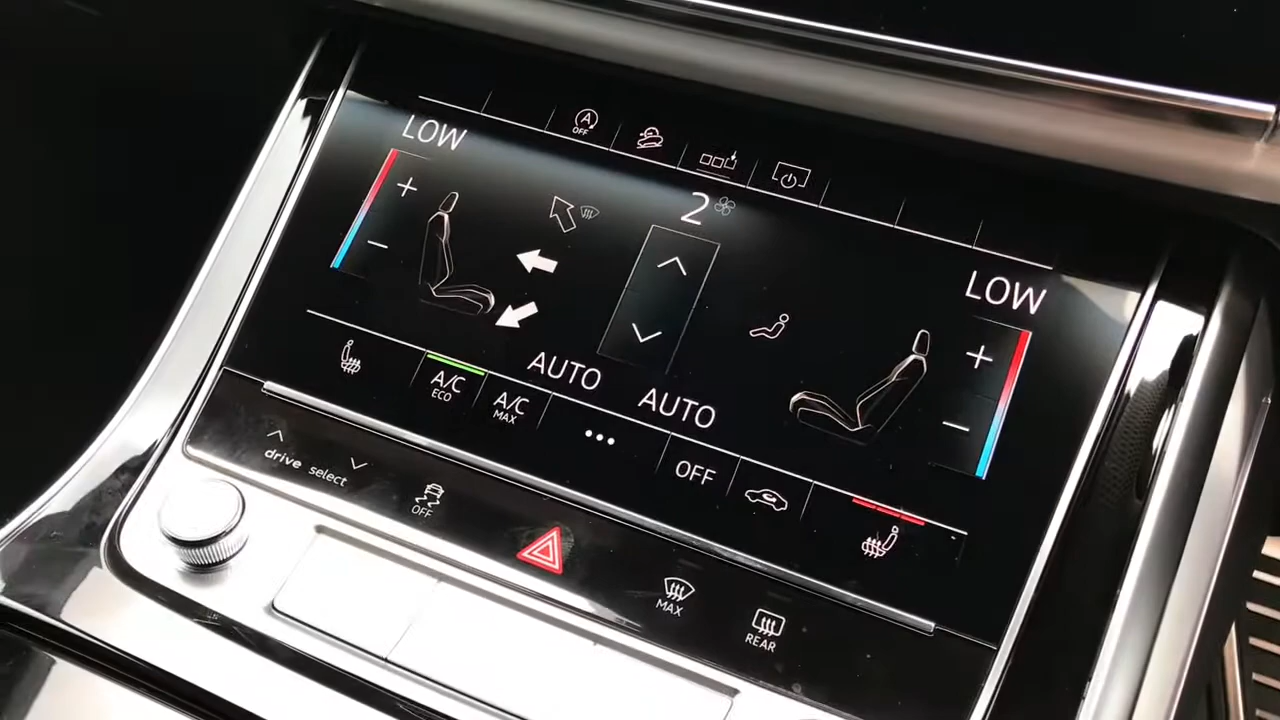 A
OFF
LOW
2
LOW
+
−
+
−
AUTO
AUTO
A/C
ECO
A/C
MAX
•••
OFF
drive select
OFF
MAX
REAR